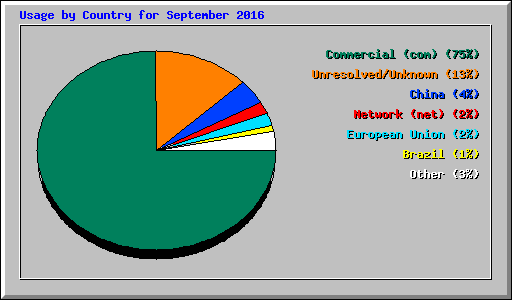 Usage by Country for September 2016
Commercial (com) (75%)
Unresolved/Unknown (13%)
China (4%)
Network (net) (2%)
European Union (2%)
Brazil (1%)
Other (3%)